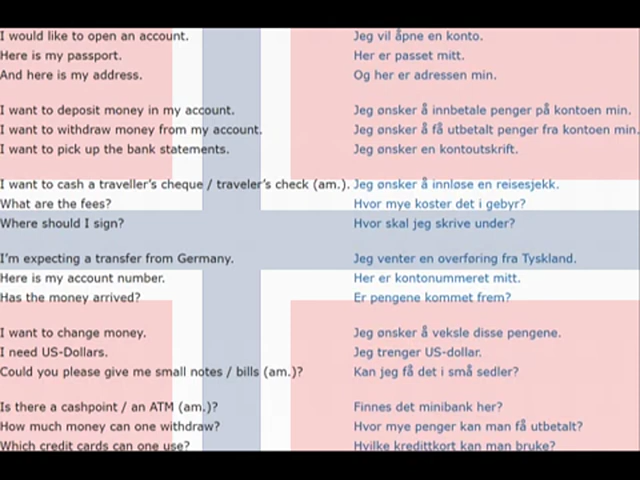 I would like to open an account. Jeg vil åpne en konto.
Here is my passport. Her er passet mitt.
And here is my address. Og her er adressen min.
I want to deposit money in my account. Jeg ønsker å innbetale penger på kontoen min.
I want to withdraw money from my account. Jeg ønsker å få utbetalt penger fra kontoen min.
I want to pick up the bank statements. Jeg ønsker en kontoutskrift.
I want to cash a traveller's cheque / traveler's check (am.). Jeg ønsker å innløse en reisesjekk.
What are the fees? Hvor mye koster det i gebyr?
Where should I sign? Hvor skal jeg skrive under?
I'm expecting a transfer from Germany. Jeg venter en overføring fra Tyskland.
Here is my account number. Her er kontonummeret mitt.
Has the money arrived? Er pengene kommet frem?
I want to change money. Jeg ønsker å veksle disse pengene.
I need US-Dollars. Jeg trenger US-dollar.
Could you please give me small notes / bills (am.)? Kan jeg få det i små sedler?
Is there a cashpoint / an ATM (am.)? Finnes det minibank her?
How much money can one withdraw? Hvor mye penger kan man få utbetalt?
Which credit cards can one use? Hvilke kredittkort kan man bruke?